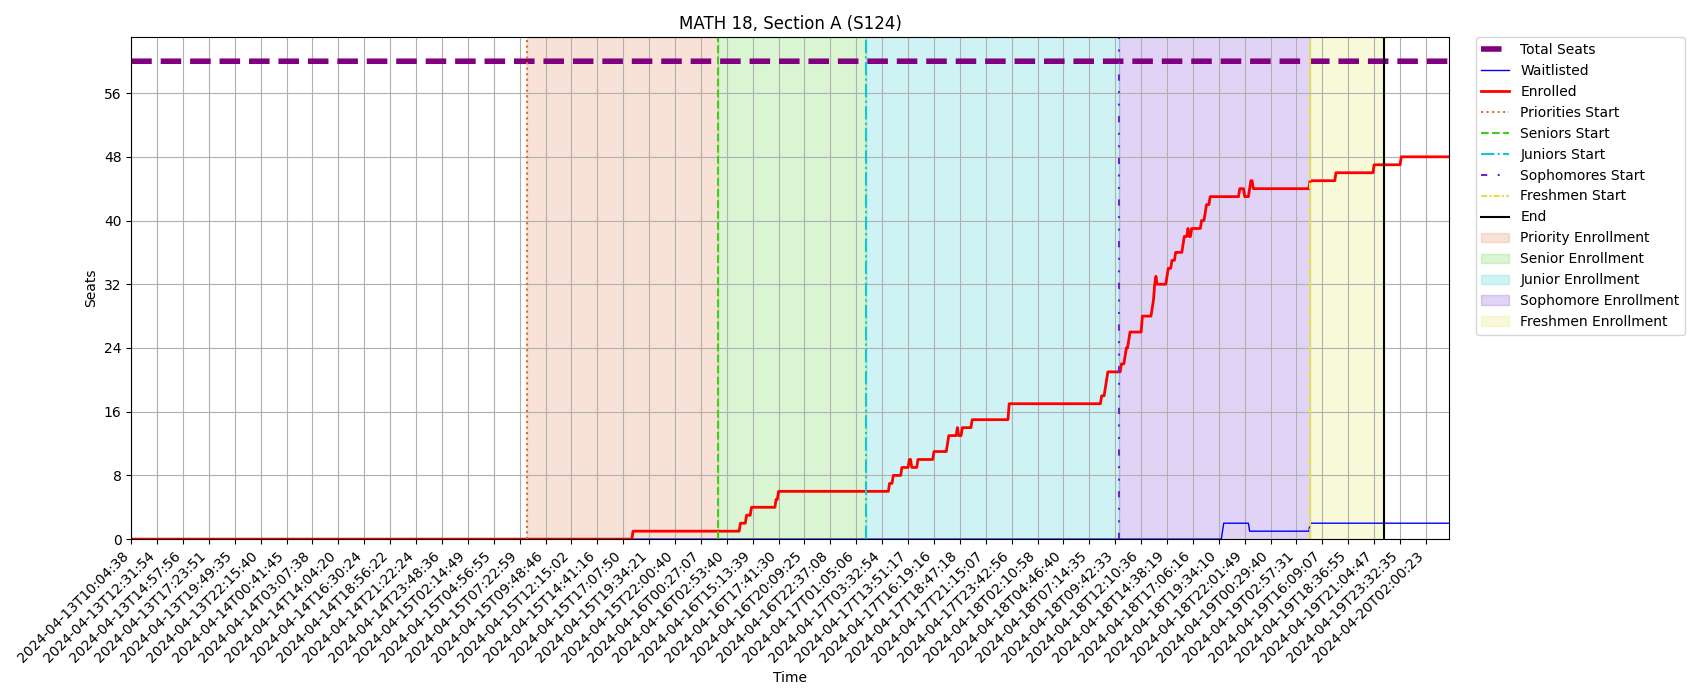 MATH 18, Section A (S124)
Seats
56
48
40
32
24
16
8
0
2024-04-13T10:04:38
2024-04-13T12:31:54
2024-04-13T14:57:56
2024-04-13T17:23:51
2024-04-13T19:49:35
2024-04-13T22:15:40
2024-04-14T00:41:45
2024-04-14T03:07:38
2024-04-14T14:04:20
2024-04-14T16:30:24
2024-04-14T18:56:22
2024-04-14T21:22:24
2024-04-14T23:48:36
2024-04-15T02:14:49
2024-04-15T04:56:55
2024-04-15T07:22:59
2024-04-15T09:48:46
2024-04-15T12:15:02
2024-04-15T14:41:16
2024-04-15T17:07:50
2024-04-15T19:34:21
2024-04-15T22:00:40
2024-04-16T00:27:07
2024-04-16T02:53:40
2024-04-16T15:13:39
2024-04-16T17:41:30
2024-04-16T20:09:25
2024-04-16T22:37:08
2024-04-17T01:05:06
2024-04-17T03:32:54
2024-04-17T13:51:17
2024-04-17T16:19:16
2024-04-17T18:47:18
2024-04-17T21:15:07
2024-04-17T23:42:56
2024-04-18T02:10:58
2024-04-18T04:46:40
2024-04-18T07:14:35
2024-04-18T09:42:33
2024-04-18T12:10:36
2024-04-18T14:38:19
2024-04-18T17:06:16
2024-04-18T19:34:10
2024-04-18T22:01:49
2024-04-19T00:29:40
2024-04-19T02:57:31
2024-04-19T16:09:07
2024-04-19T18:36:55
2024-04-19T21:04:47
2024-04-19T23:32:35
2024-04-20T02:00:23
Time
Total Seats
Waitlisted
Enrolled
Priorities Start
Seniors Start
Juniors Start
Sophomores Start
Freshmen Start
End
Priority Enrollment
Senior Enrollment
Junior Enrollment
Sophomore Enrollment
Freshmen Enrollment